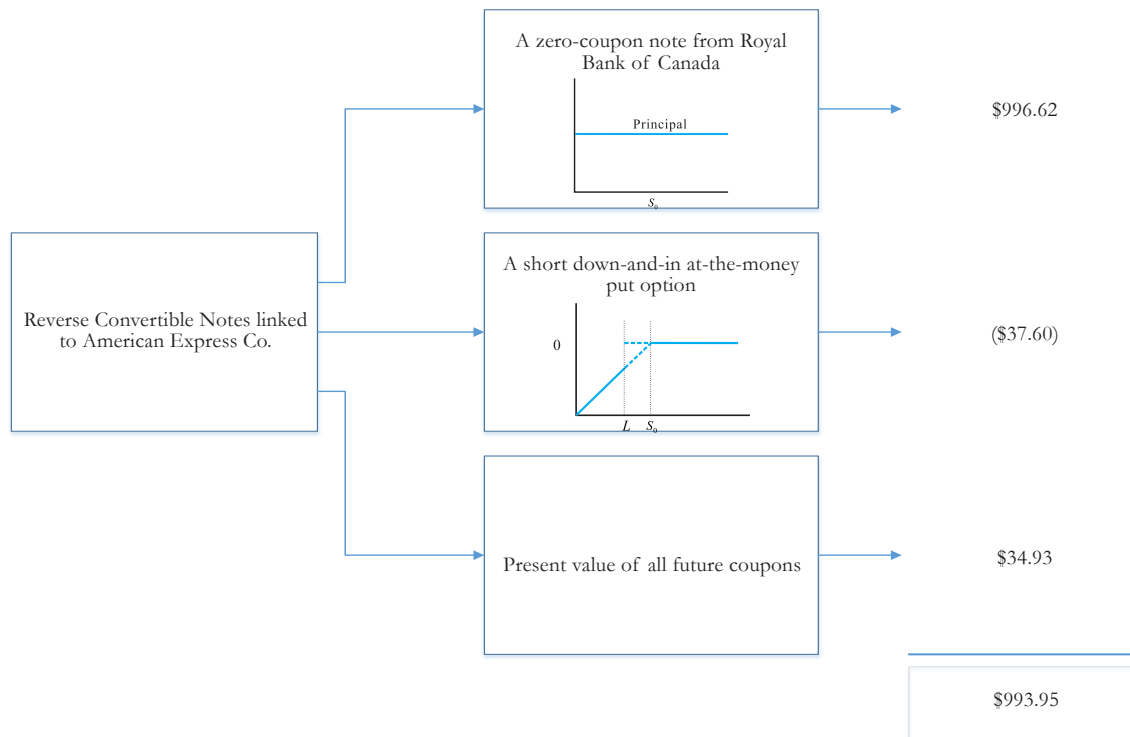 A zero-coupon note from Royal
Bank of Canada
Principal
S₀
$996.62
Reverse Convertible Notes linked
to American Express Co.
A short down-and-in at-the-money
put option
0
L S₀
($37.60)
Present value of all future coupons
$34.93
$993.95